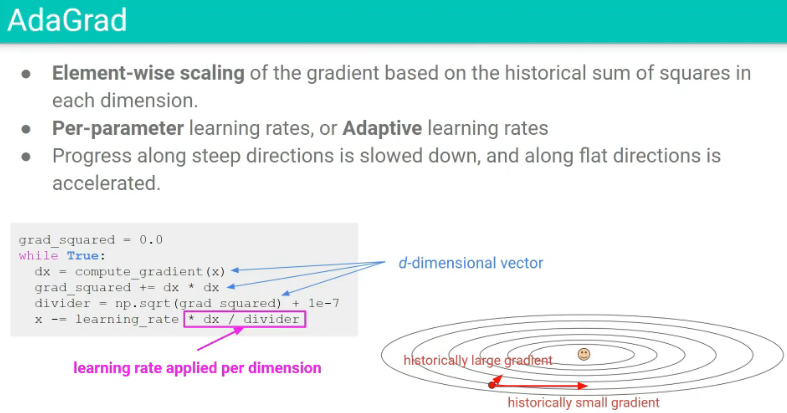 AdaGrad
● Element-wise scaling of the gradient based on the historical sum of squares in
each dimension.
● Per-parameter learning rates, or Adaptive learning rates
● Progress along steep directions is slowed down, and along flat directions is
accelerated.
grad_squared = 0.0
while True:
  dx = compute_gradient(x)
  grad_squared += dx * dx
  divider = np.sqrt(grad_squared) + 1e-7
  x -= learning_rate * dx / divider
d-dimensional vector
learning rate applied per dimension
historically large gradient
historically small gradient